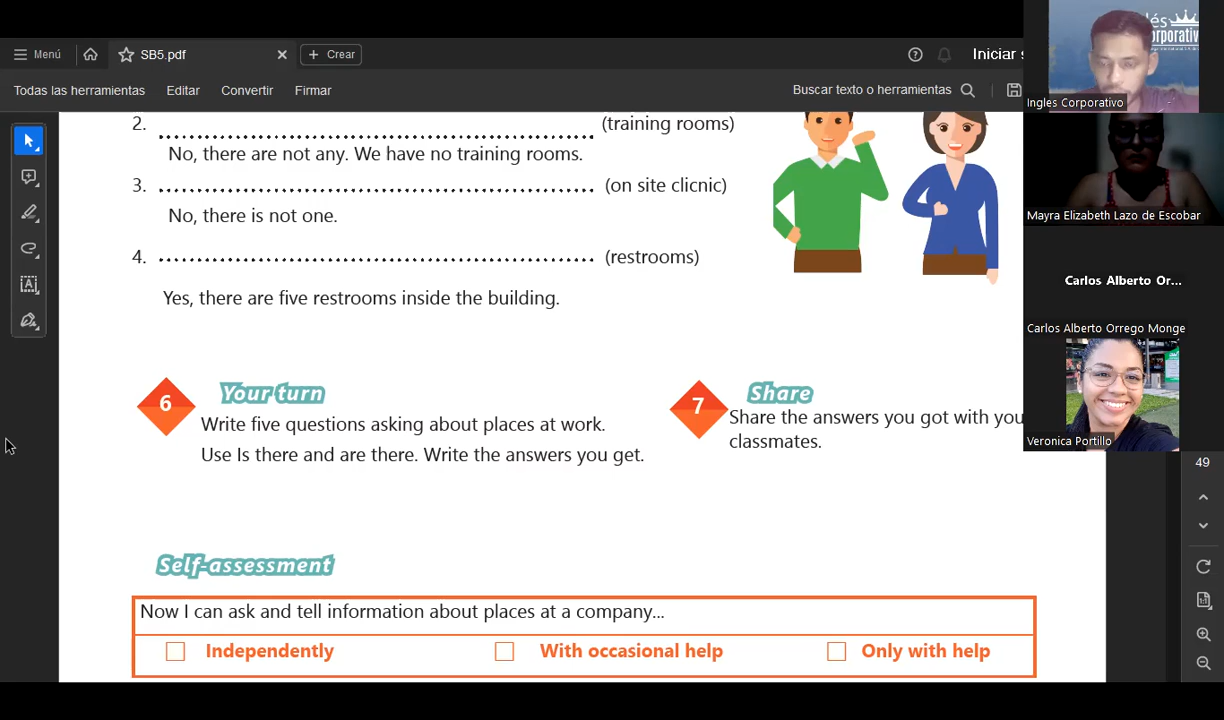 Menú
SB5.pdf
+ Crear
Iniciar s
Todas las herramientas
Editar
Convertir
Firmar
Buscar texto o herramientas
2. (training rooms)
No, there are not any. We have no training rooms.
3. (on site clicnic)
No, there is not one.
4. (restrooms)
Yes, there are five restrooms inside the building.
6 Your turn
Write five questions asking about places at work.
Use Is there and are there. Write the answers you get.
7 Share
Share the answers you got with you
classmates.
Self-assessment
Now I can ask and tell information about places at a company...
Independently
With occasional help
Only with help
lés
orporativ
Ingles Corporativo
Mayra Elizabeth Lazo de Escobar
Carlos Alberto Or...
Carlos Alberto Orrego Monge
Veronica Portillo
49
1:1